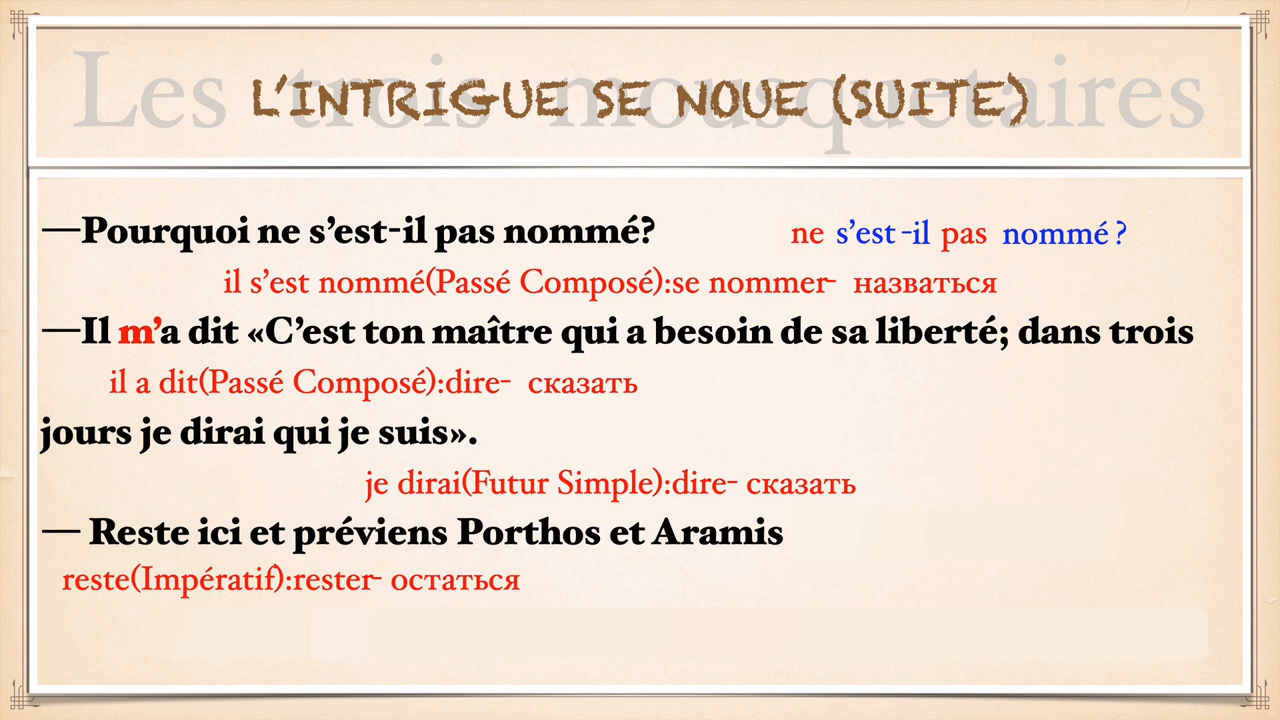 Les trois mousquetaires
L'INTRIGUE SE NOUE (SUITE)
—Pourquoi ne s'est-il pas nommé? ne s'est-il pas nommé?
il s'est nommé(Passé Composé):se nommer- назваться
—Il m'a dit «C'est ton maître qui a besoin de sa liberté; dans trois
il a dit(Passé Composé):dire- сказать
jours je dirai qui je suis».
je dirai(Futur Simple):dire- сказать
— Reste ici et préviens Porthos et Aramis
reste(Impératif):rester- остаться